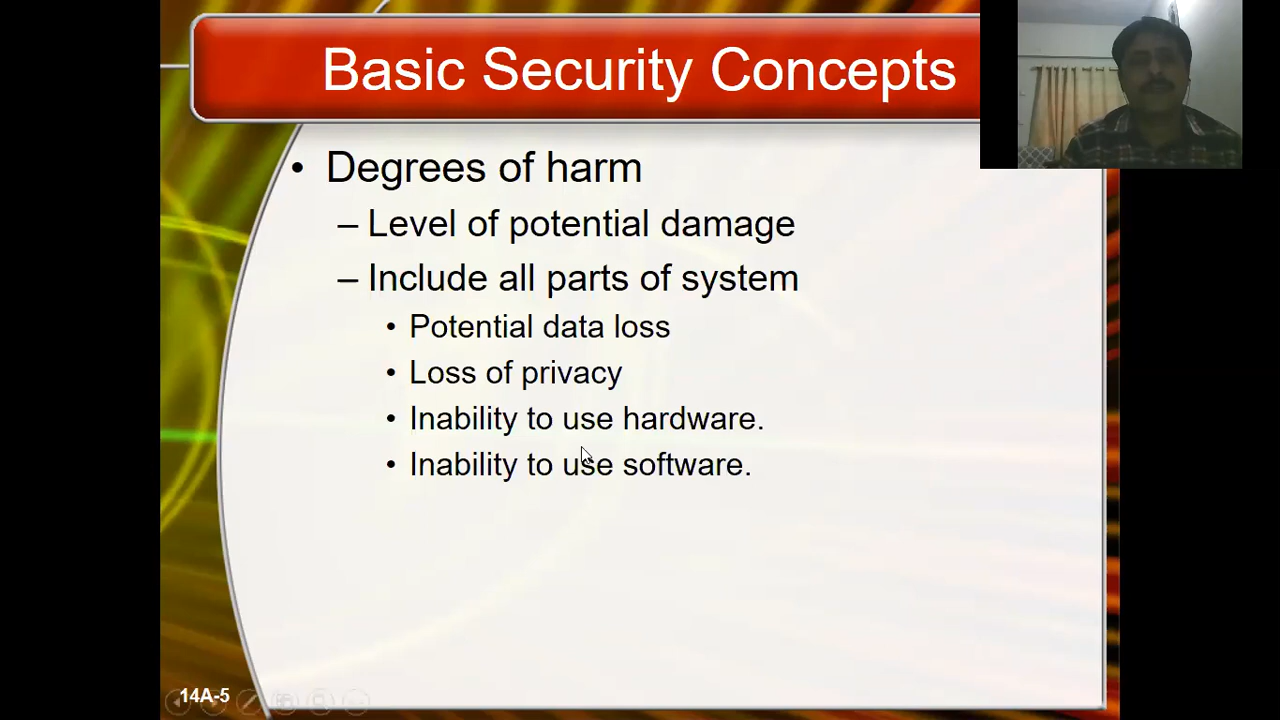 Basic Security Concepts
• Degrees of harm
– Level of potential damage
– Include all parts of system
• Potential data loss
• Loss of privacy
• Inability to use hardware.
• Inability to use software.
14A-5